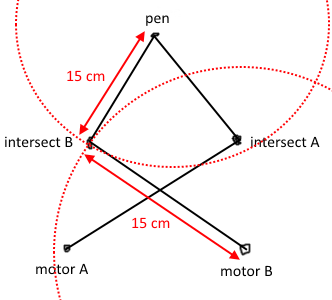 pen
15 cm
intersect B
intersect A
15 cm
motor A
motor B